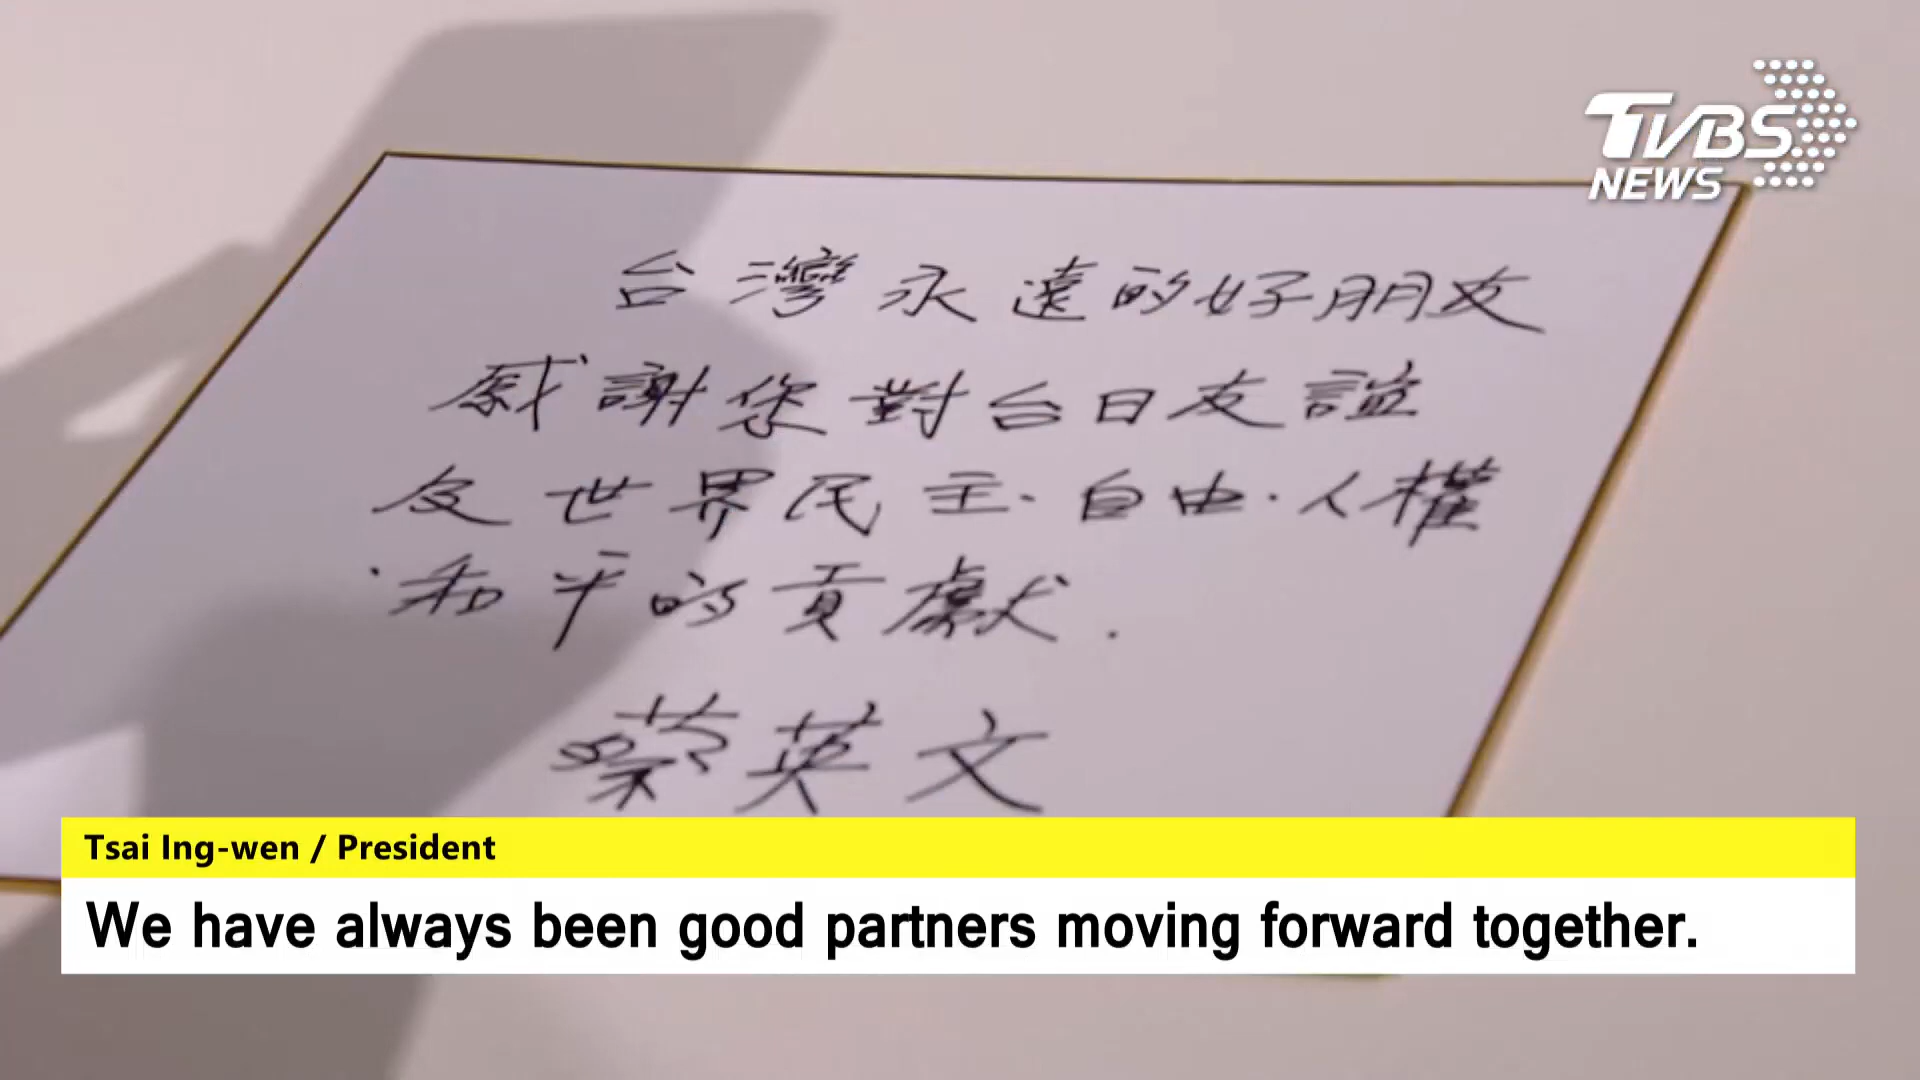 TVBS
NEWS
台灣永遠的好朋友
感謝您對台日友誼
及世界民主·自由·人權
·和平的貢獻.
蔡英文
Tsai Ing-wen / President
We have always been good partners moving forward together.